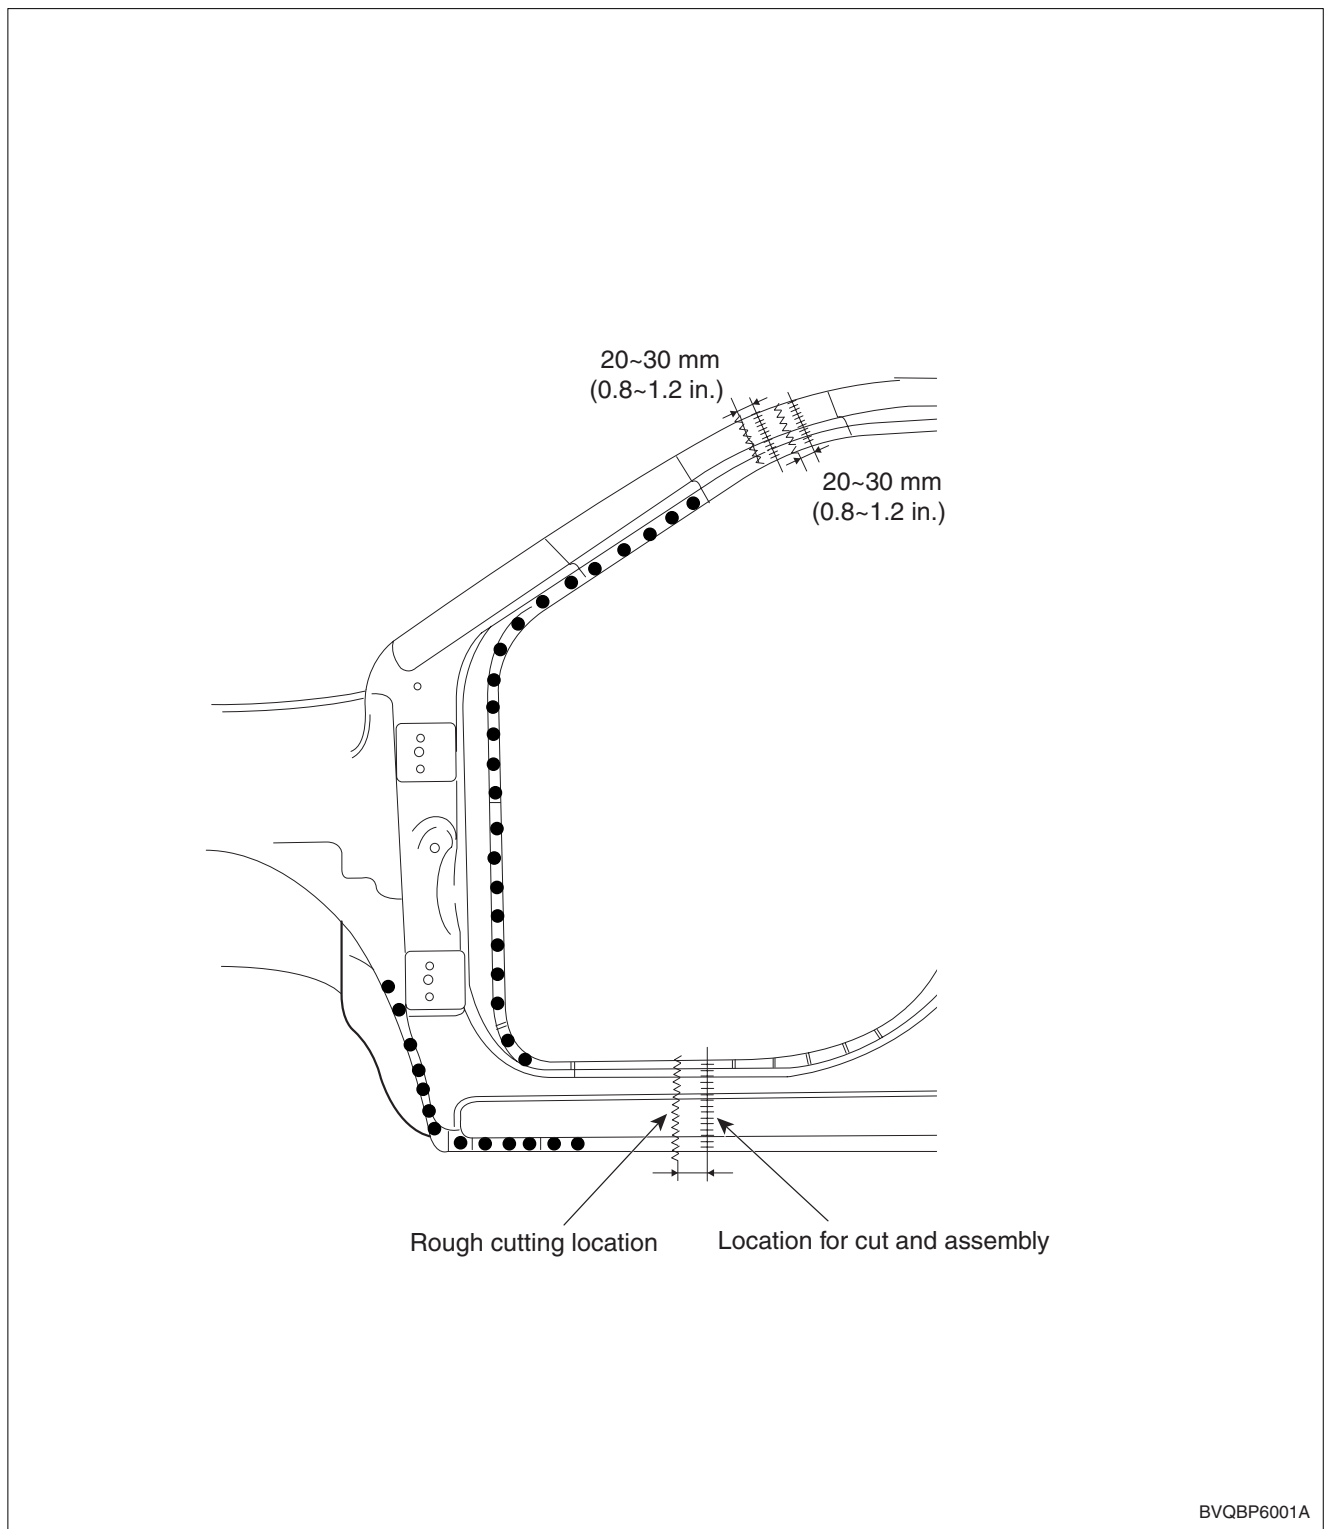 20~30 mm
(0.8~1.2 in.)
20~30 mm
(0.8~1.2 in.)
Rough cutting location
Location for cut and assembly
BVQBP6001A